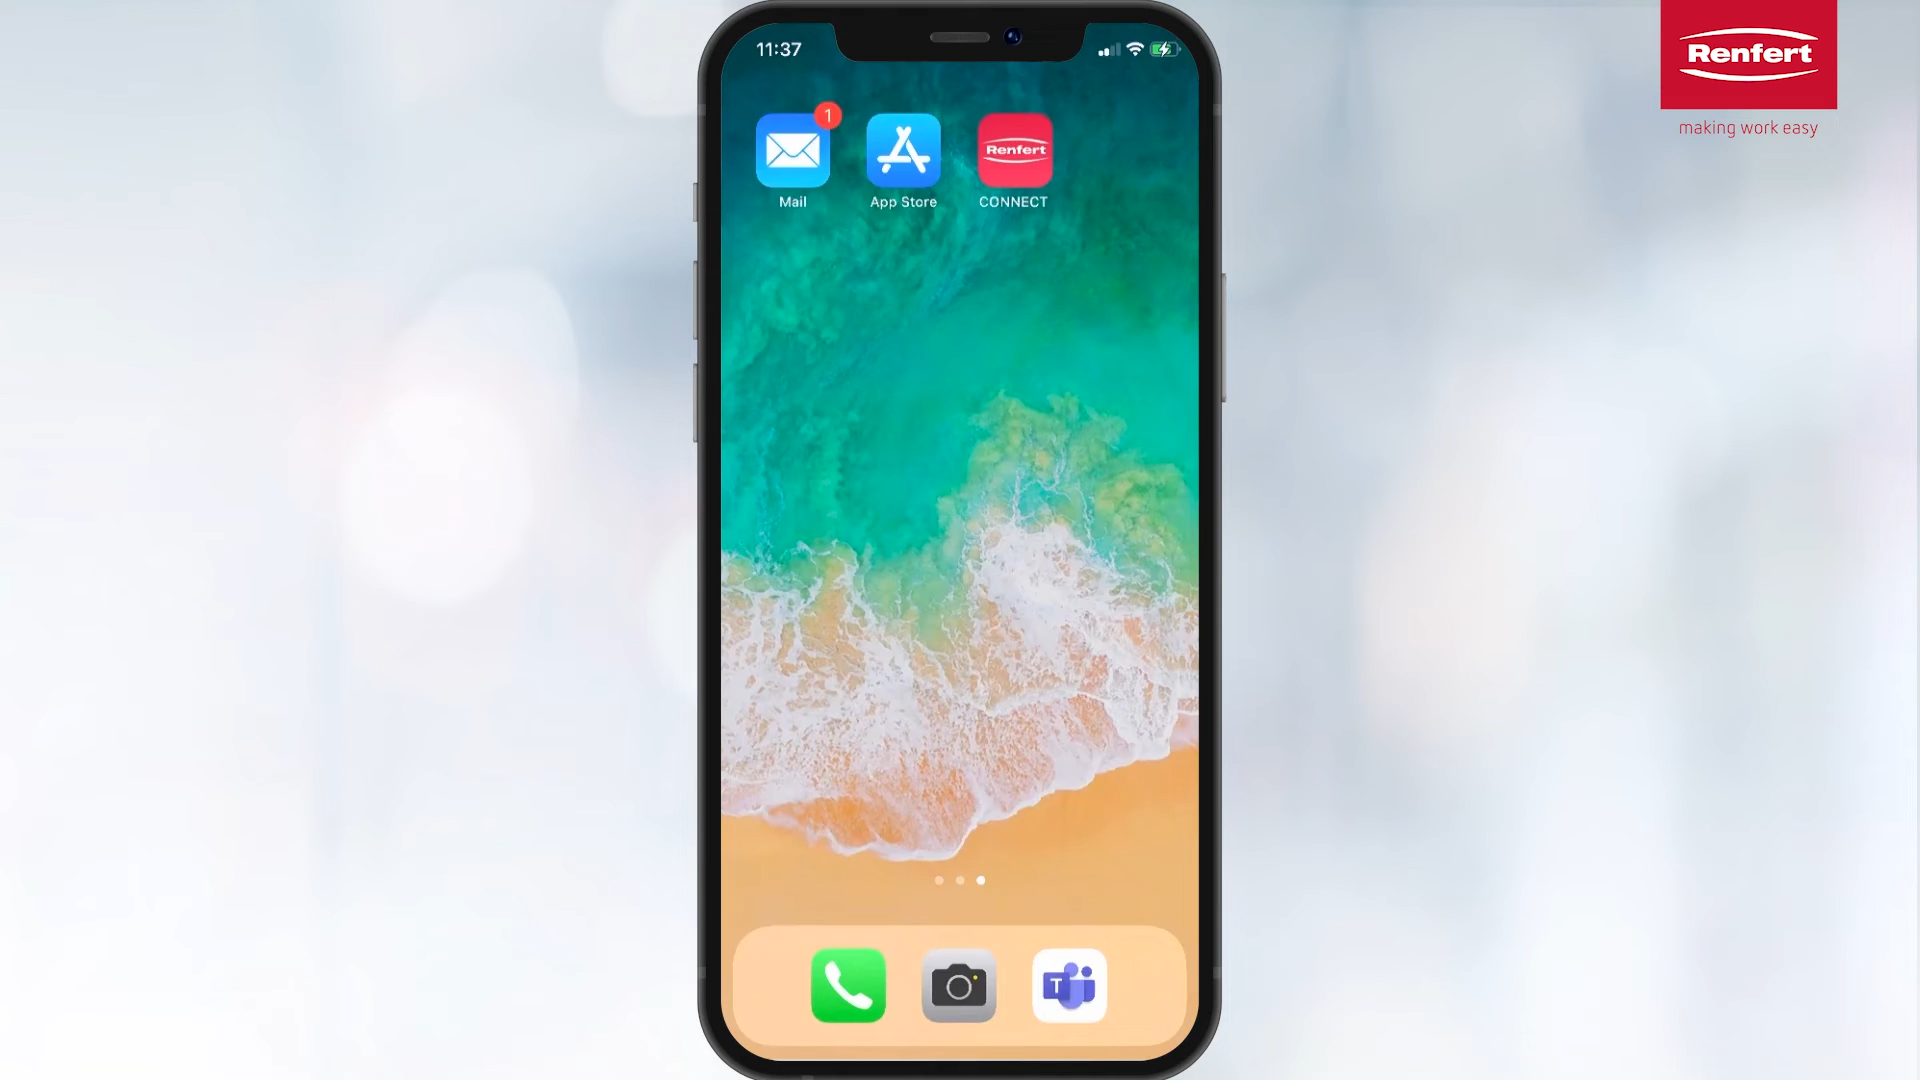 11:37
Renfert
making work easy
1
Renfert
Mail
App Store
CONNECT
T